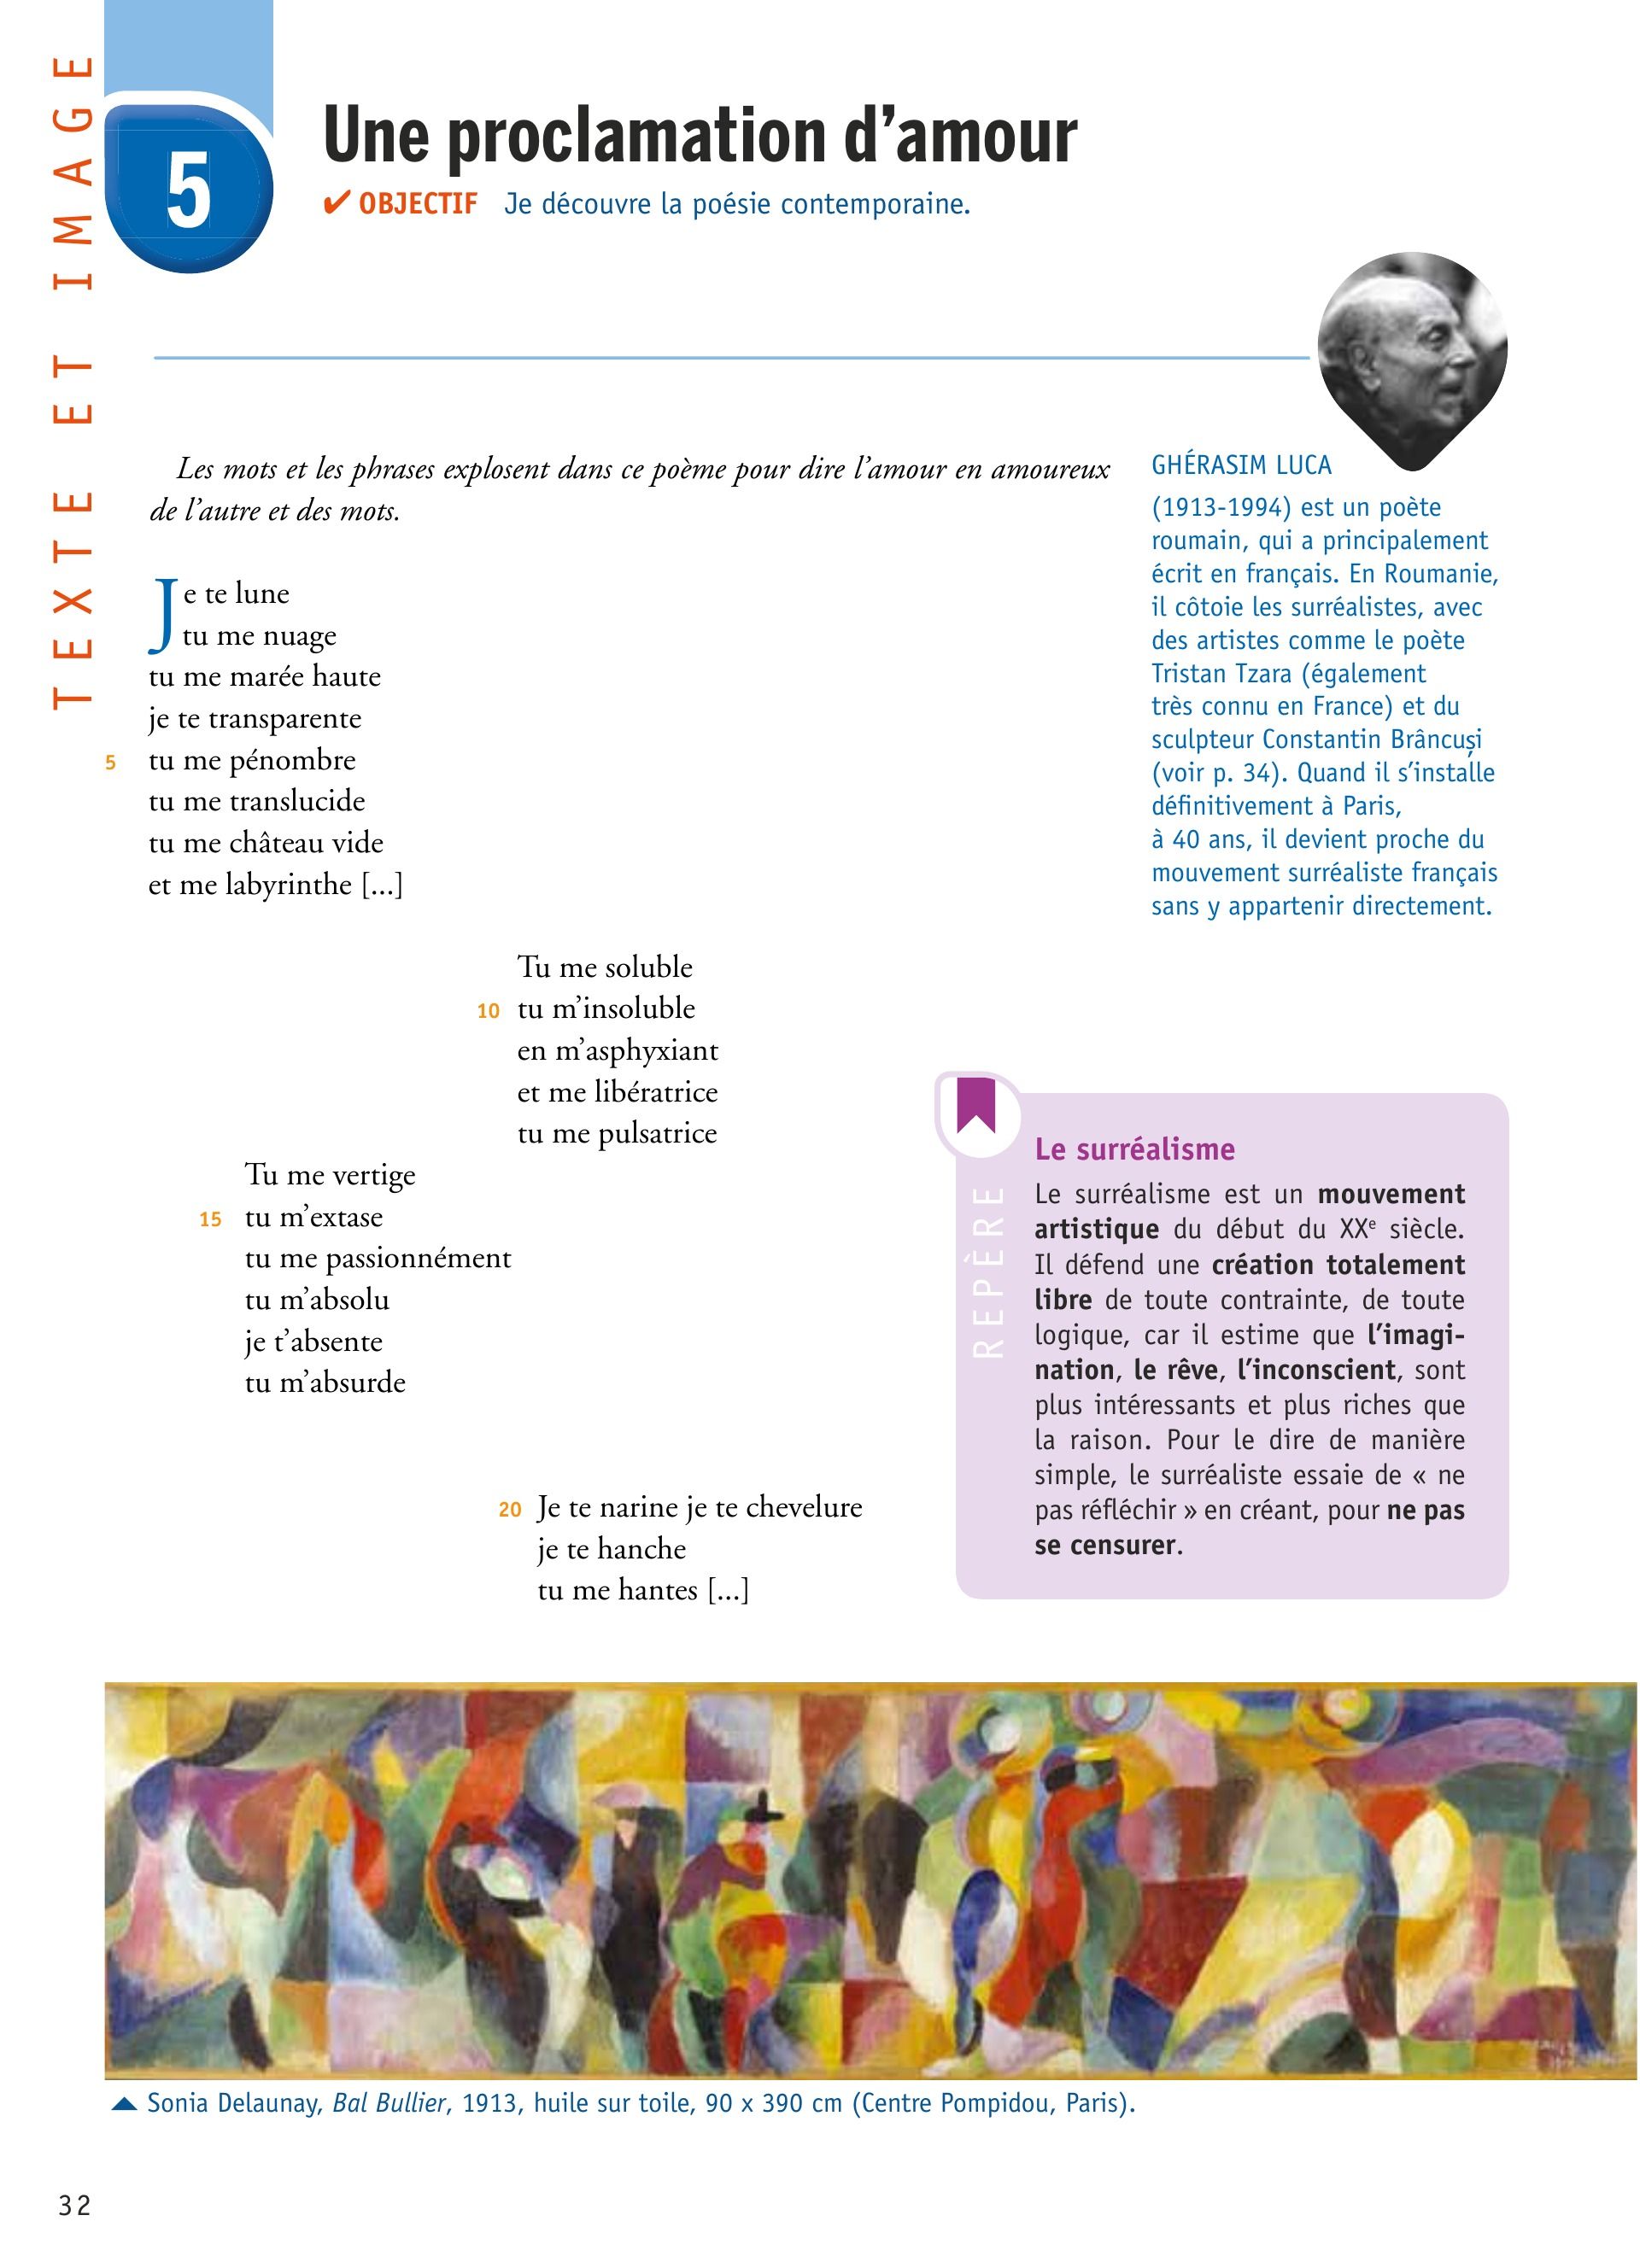 TEXTE ET IMAGE
5
Une proclamation d’amour
✔ OBJECTIF Je découvre la poésie contemporaine.
Les mots et les phrases explosent dans ce poème pour dire l’amour en amoureux
de l’autre et des mots.
Je te lune
tu me nuage
tu me marée haute
je te transparente
5 tu me pénombre
tu me translucide
tu me château vide
et me labyrinthe [...]
Tu me soluble
10 tu m’insoluble
en m’asphyxiant
et me libératrice
tu me pulsatrice
Tu me vertige
15 tu m’extase
tu me passionnément
tu m’absolu
je t’absente
tu m’absurde
20 Je te narine je te chevelure
je te hanche
tu me hantes [...]
GHÉRASIM LUCA
(1913-1994) est un poète
roumain, qui a principalement
écrit en français. En Roumanie,
il côtoie les surréalistes, avec
des artistes comme le poète
Tristan Tzara (également
très connu en France) et du
sculpteur Constantin Brâncuși
(voir p. 34). Quand il s’installe
définitivement à Paris,
à 40 ans, il devient proche du
mouvement surréaliste français
sans y appartenir directement.
REPÈRE
Le surréalisme
Le surréalisme est un mouvement
artistique du début du XXe siècle.
Il défend une création totalement
libre de toute contrainte, de toute
logique, car il estime que l’imagi-
nation, le rêve, l’inconscient, sont
plus intéressants et plus riches que
la raison. Pour le dire de manière
simple, le surréaliste essaie de « ne
pas réfléchir » en créant, pour ne pas
se censurer.
Sonia Delaunay, Bal Bullier, 1913, huile sur toile, 90 x 390 cm (Centre Pompidou, Paris).
32